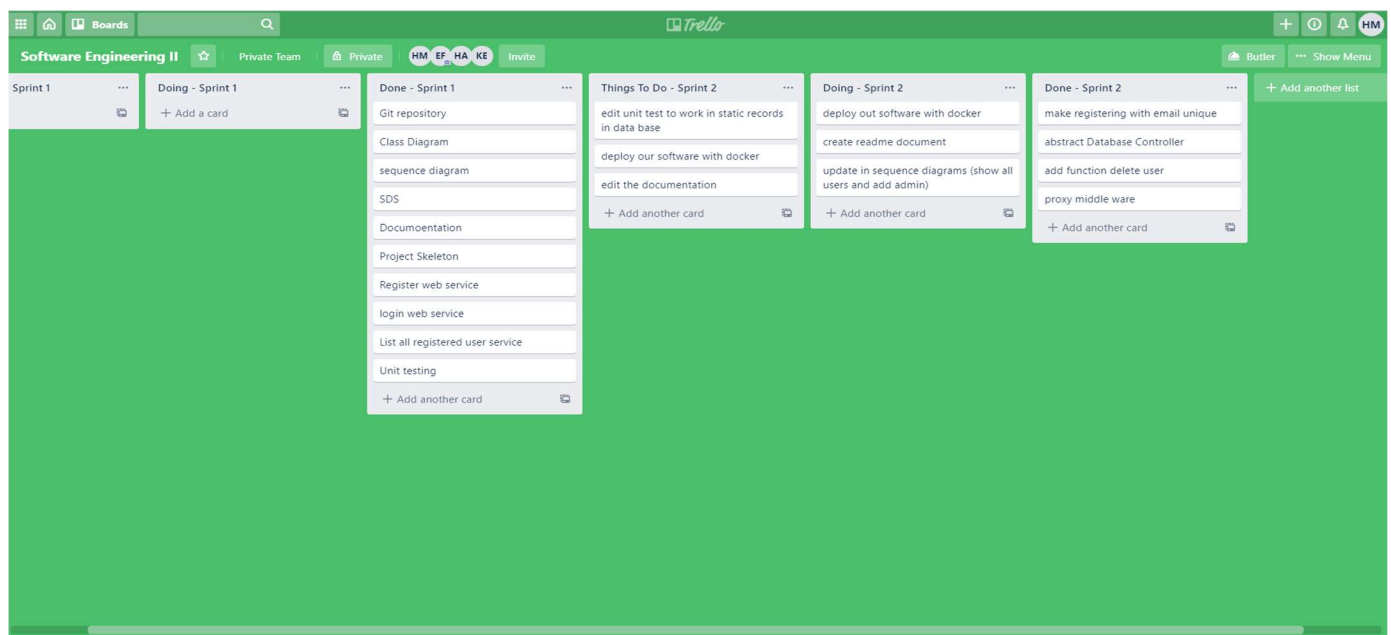 Boards
Trello
HM
Software Engineering II
Private Team
Private
HM EF HA KE
Invite
Butler
Show Menu
Sprint 1
Doing - Sprint 1
+ Add a card
Done - Sprint 1
Git repository
Class Diagram
sequence diagram
SDS
Documoentation
Project Skeleton
Register web service
login web service
List all registered user service
Unit testing
+ Add another card
Things To Do - Sprint 2
edit unit test to work in static records
in data base
deploy our software with docker
edit the documentation
+ Add another card
Doing - Sprint 2
deploy out software with docker
create readme document
update in sequence diagrams (show all
users and add admin)
+ Add another card
Done - Sprint 2
make registering with email unique
abstract Database Controller
add function delete user
proxy middle ware
+ Add another card
+ Add another list